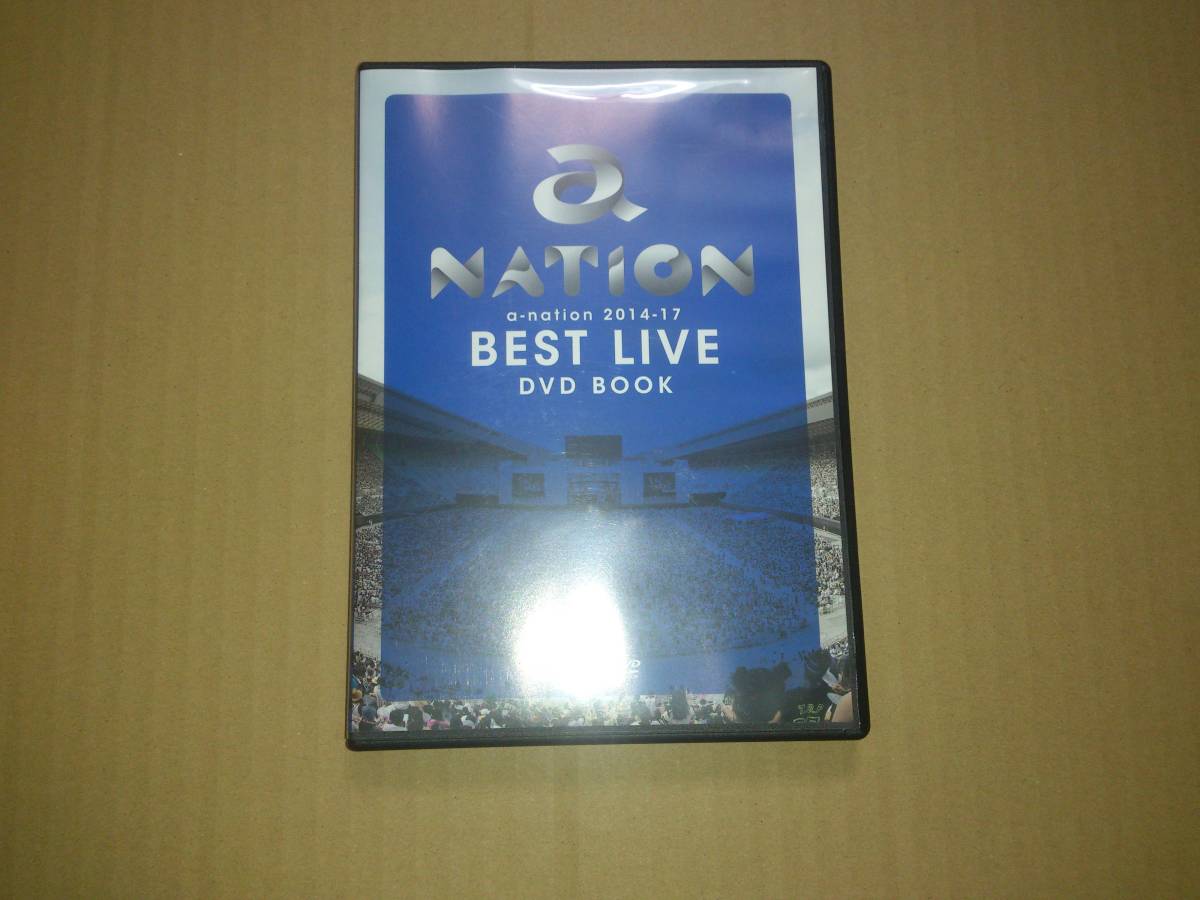 a
NATION
a-nation 2014-17
BEST LIVE
DVD BOOK